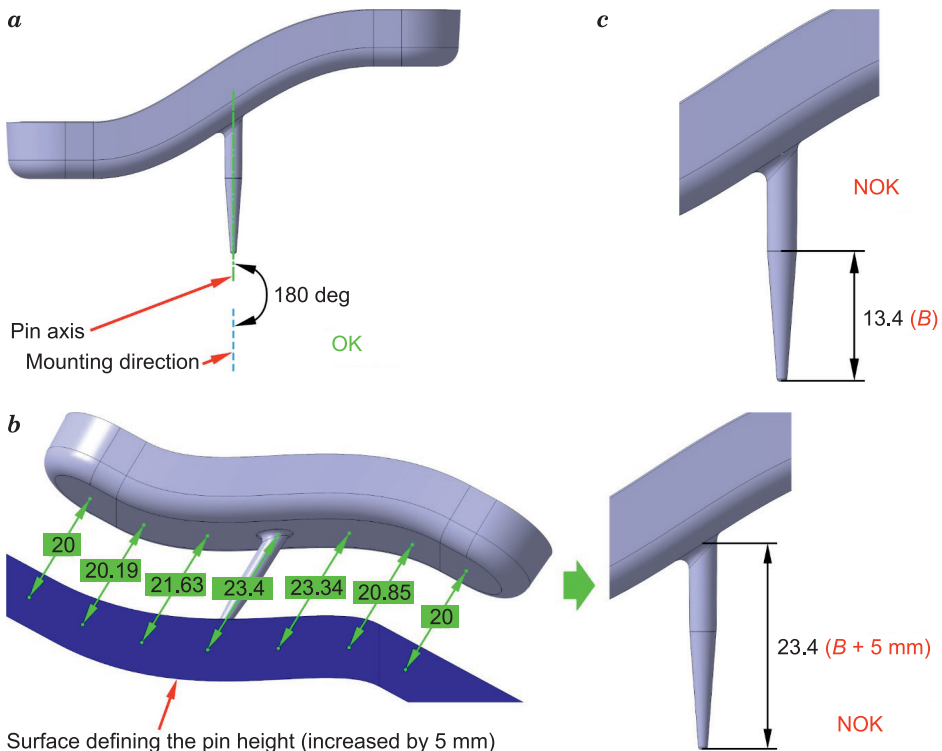 a
180 deg
Pin axis
Mounting direction
OK
b
20
20.19
21.63
23.4
23.34
20.85
20
Surface defining the pin height (increased by 5 mm)
c
NOK
13.4 (B)
23.4 (B + 5 mm)
NOK